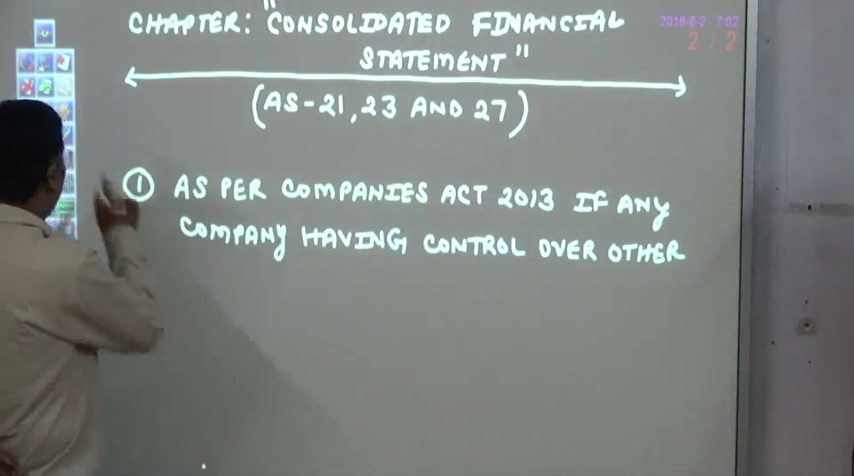 CHAPTER: "CONSOLIDATED FINANCIAL
STATEMENT"
2018-8-2 7:02
2/2
(AS-21, 23 AND 27)
① AS PER COMPANIES ACT 2013 IF ANY
COMPANY HAVING CONTROL OVER OTHER